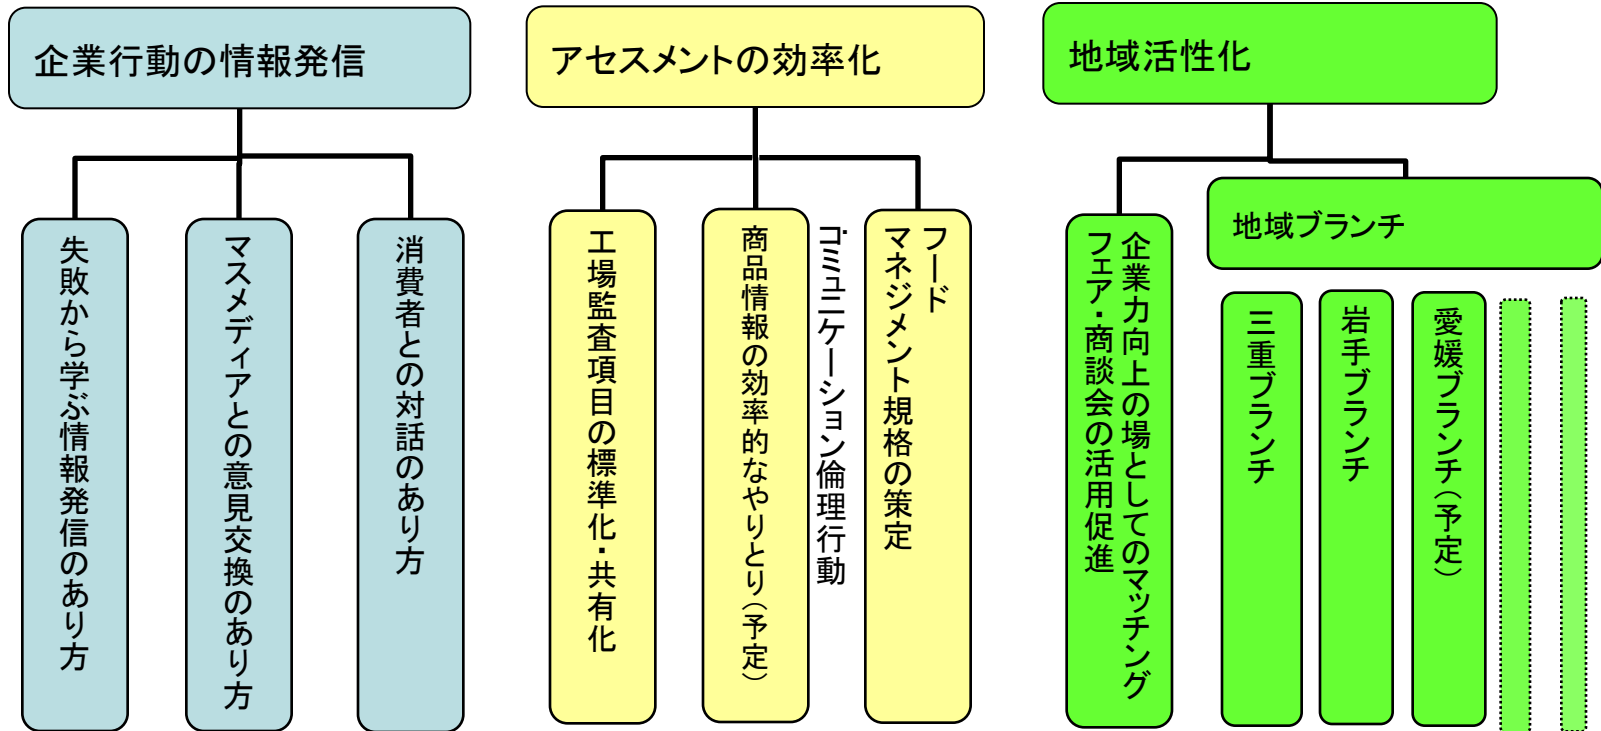 企業行動の情報発信
失敗から学ぶ情報発信のあり方
マスメディアとの意見交換のあり方
消費者との対話のあり方
アセスメントの効率化
工場監査項目の標準化・共有化
商品情報の効率的なやりとり(予定)
フード
マネジメント規格の策定
コミュニケーション倫理行動
地域活性化
企業力向上の場としてのマッチング
フェア・商談会の活用促進
地域ブランチ
三重ブランチ
岩手ブランチ
愛媛ブランチ(予定)